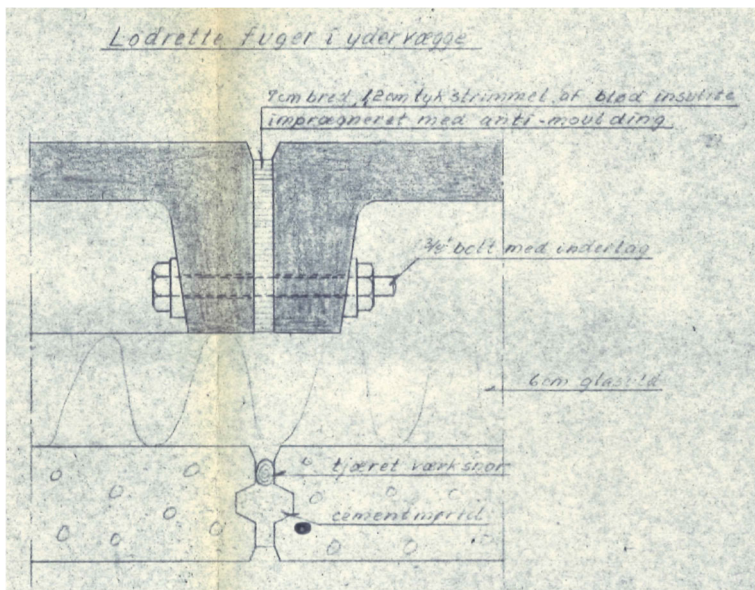 Lodrette fuger i ydervægge
7cm bred, 1,2cm tyk strimmel af blød insulite
imprægneret med anti-moulding
3/8" bolt med underlag
6cm glasuld
tjæret værksnor
cementmørtel